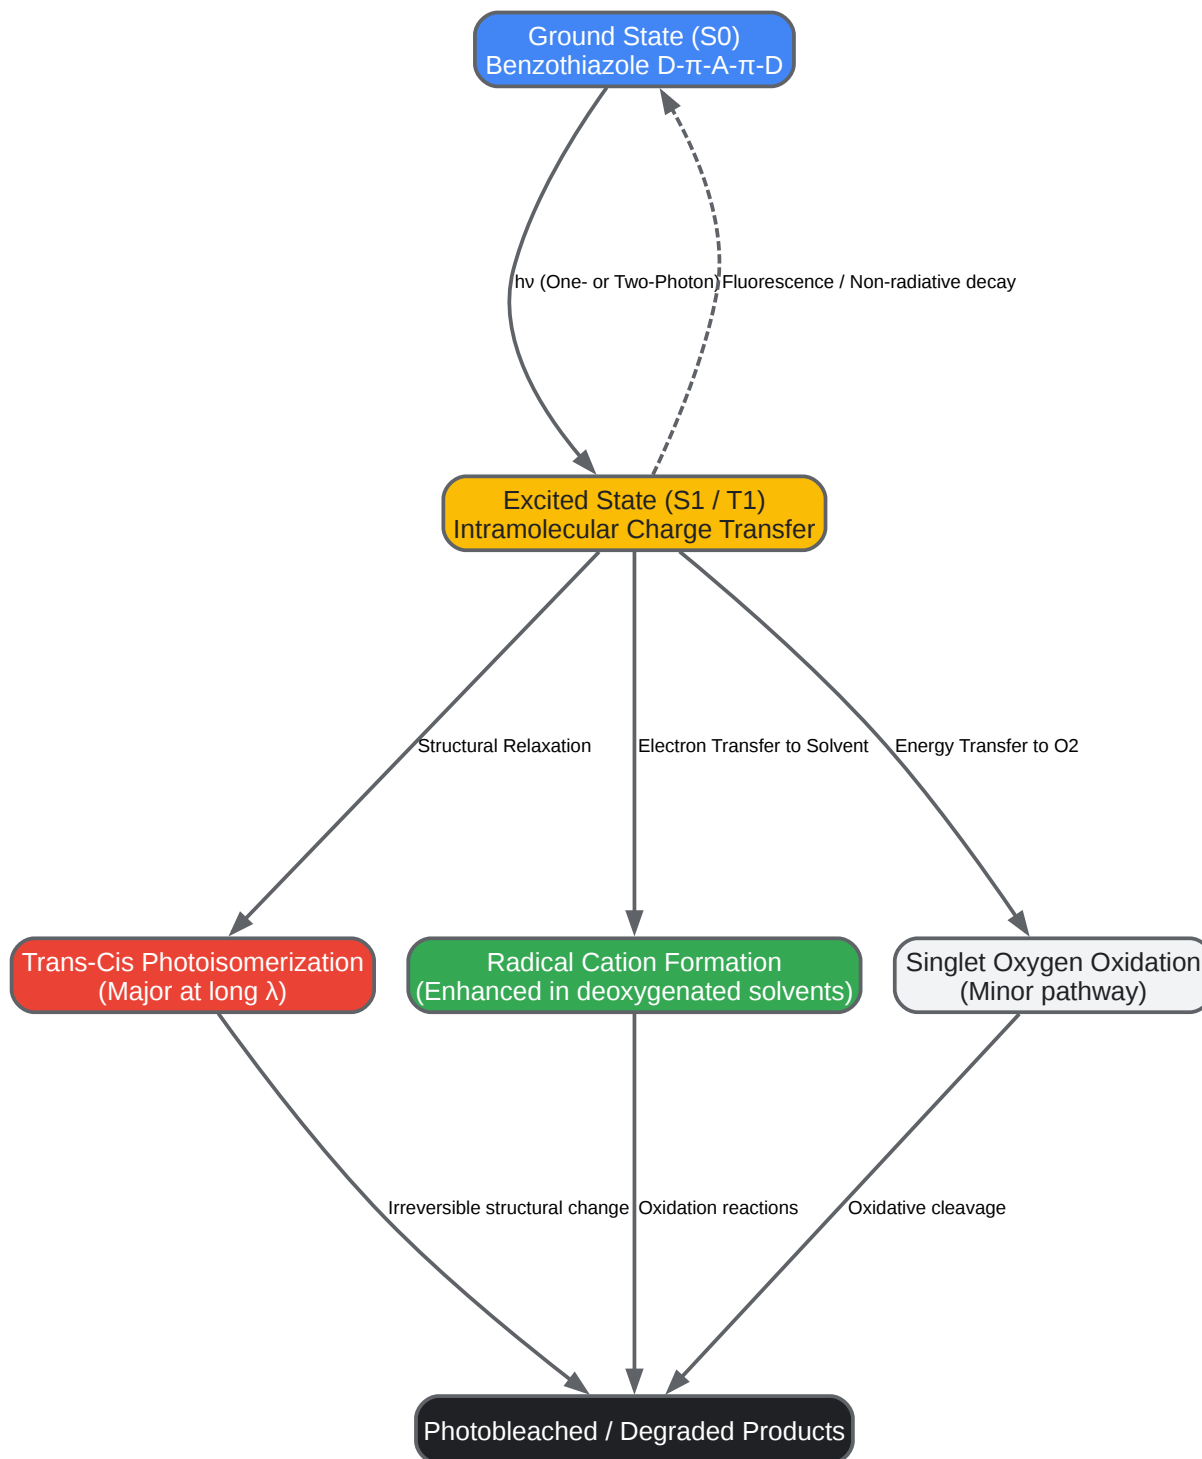 Ground State (S0)
Benzothiazole D-π-A-π-D
hν (One- or Two-Photon)
Fluorescence / Non-radiative decay
Excited State (S1 / T1)
Intramolecular Charge Transfer
Structural Relaxation
Electron Transfer to Solvent
Energy Transfer to O2
Trans-Cis Photoisomerization
(Major at long λ)
Radical Cation Formation
(Enhanced in deoxygenated solvents)
Singlet Oxygen Oxidation
(Minor pathway)
Irreversible structural change
Oxidation reactions
Oxidative cleavage
Photobleached / Degraded Products